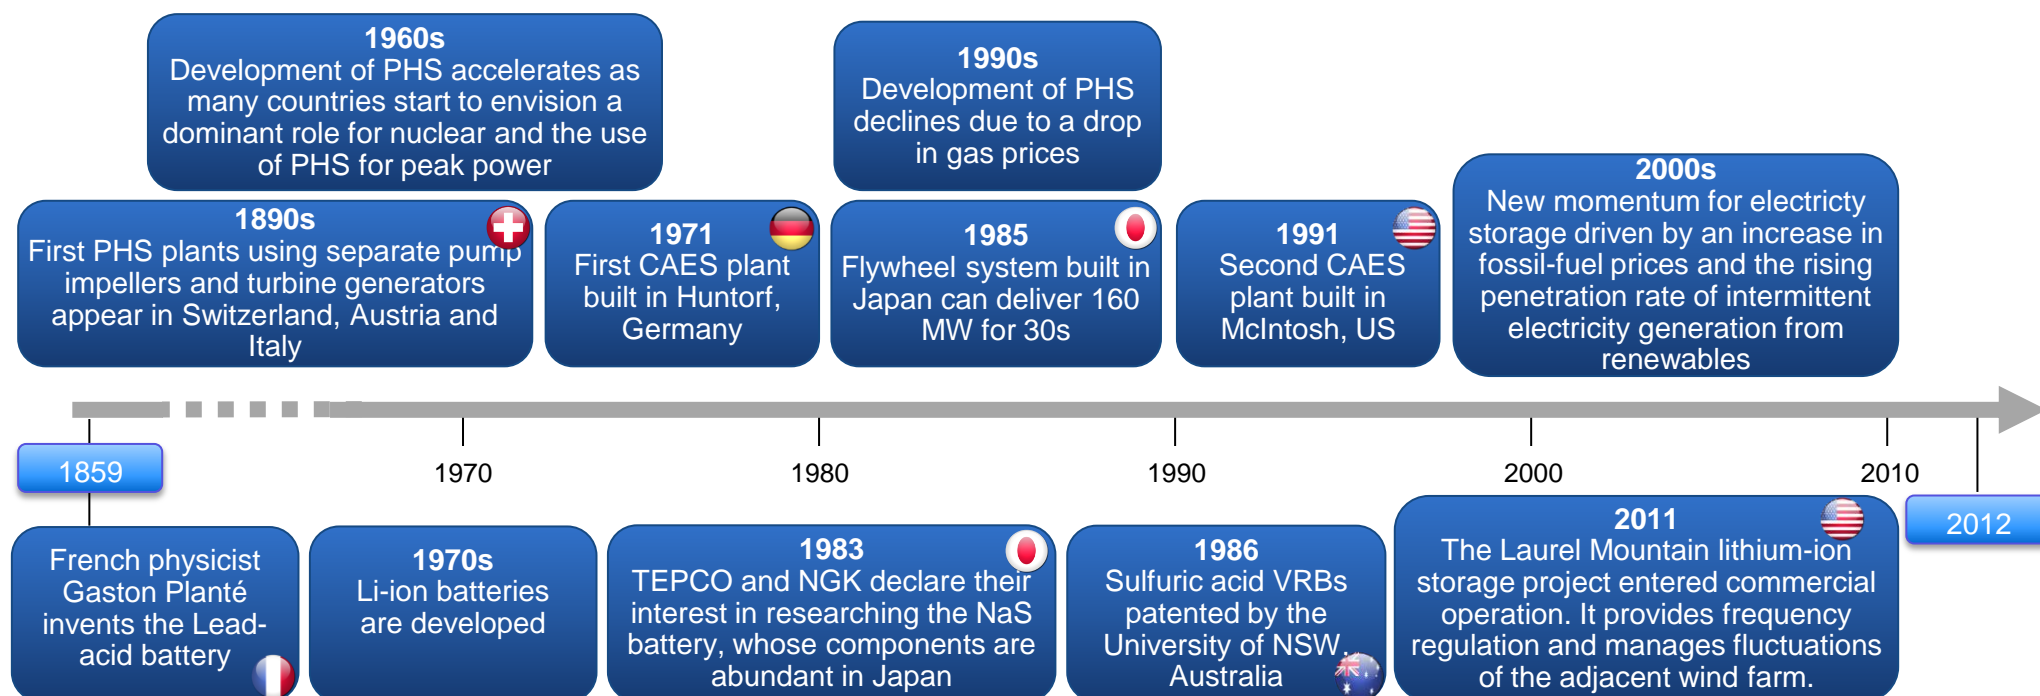 1960s
Development of PHS accelerates as
many countries start to envision a
dominant role for nuclear and the use
of PHS for peak power
1990s
Development of PHS
declines due to a drop
in gas prices
1890s
First PHS plants using separate pump
impellers and turbine generators
appear in Switzerland, Austria and
Italy
1971
First CAES plant
built in Huntorf,
Germany
1985
Flywheel system built in
Japan can deliver 160
MW for 30s
1991
Second CAES
plant built in
McIntosh, US
2000s
New momentum for electricty
storage driven by an increase in
fossil-fuel prices and the rising
penetration rate of intermittent
electricity generation from
renewables
1859
1970
1980
1990
2000
2010
2012
French physicist
Gaston Planté
invents the Lead-
acid battery
1970s
Li-ion batteries
are developed
1983
TEPCO and NGK declare their
interest in researching the NaS
battery, whose components are
abundant in Japan
1986
Sulfuric acid VRBs
patented by the
University of NSW,
Australia
2011
The Laurel Mountain lithium-ion
storage project entered commercial
operation. It provides frequency
regulation and manages fluctuations
of the adjacent wind farm.